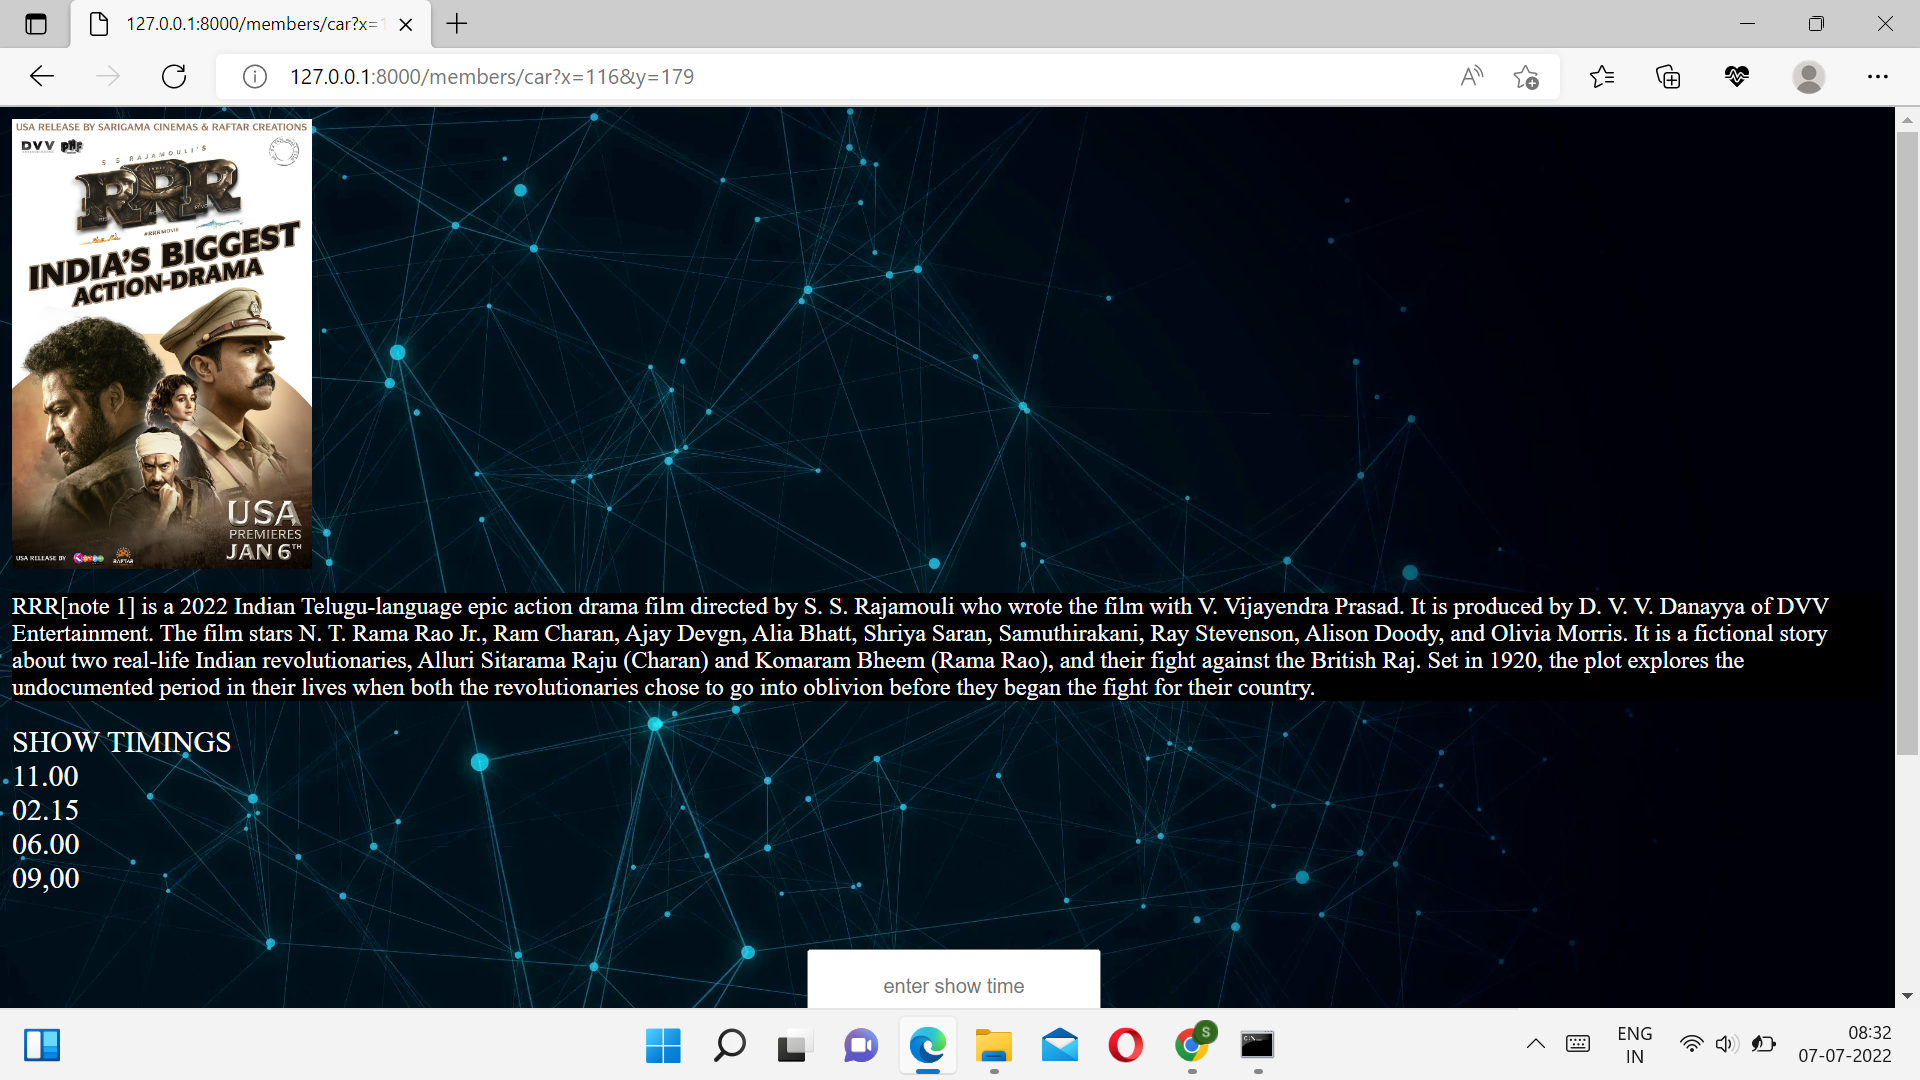 127.0.0.1:8000/members/car?x=1
127.0.0.1:8000/members/car?x=116&y=179
USA RELEASE BY SARIGAMA CINEMAS & RAFTAR CREATIONS
DVV
S S RAJAMOULI'S
RRR
#RRRMOVIE
INDIA'S BIGGEST
ACTION-DRAMA
USA
PREMIERES
JAN 6TH
USA RELEASE BY
RAFTAR
RRR[note 1] is a 2022 Indian Telugu-language epic action drama film directed by S. S. Rajamouli who wrote the film with V. Vijayendra Prasad. It is produced by D. V. V. Danayya of DVV
Entertainment. The film stars N. T. Rama Rao Jr., Ram Charan, Ajay Devgn, Alia Bhatt, Shriya Saran, Samuthirakani, Ray Stevenson, Alison Doody, and Olivia Morris. It is a fictional story
about two real-life Indian revolutionaries, Alluri Sitarama Raju (Charan) and Komaram Bheem (Rama Rao), and their fight against the British Raj. Set in 1920, the plot explores the
undocumented period in their lives when both the revolutionaries chose to go into oblivion before they began the fight for their country.
SHOW TIMINGS
11.00
02.15
06.00
09,00
enter show time
S
ENG
IN
08:32
07-07-2022